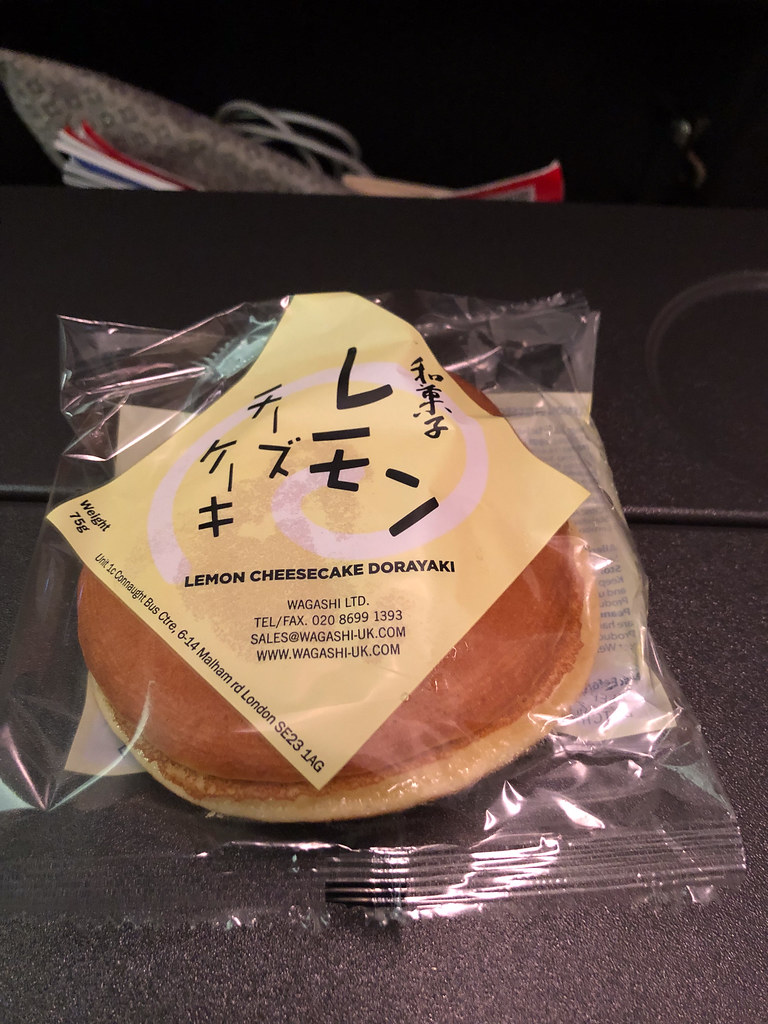 和菓子
レモン
チーズ
ケーキ
Weight
75g
LEMON CHEESECAKE DORAYAKI
WAGASHI LTD.
TEL/FAX. 020 8699 1393
SALES@WAGASHI-UK.COM
WWW.WAGASHI-UK.COM
Unit 1c Connaught Bus Ctre, 6-14 Malham rd London SE23 1AG